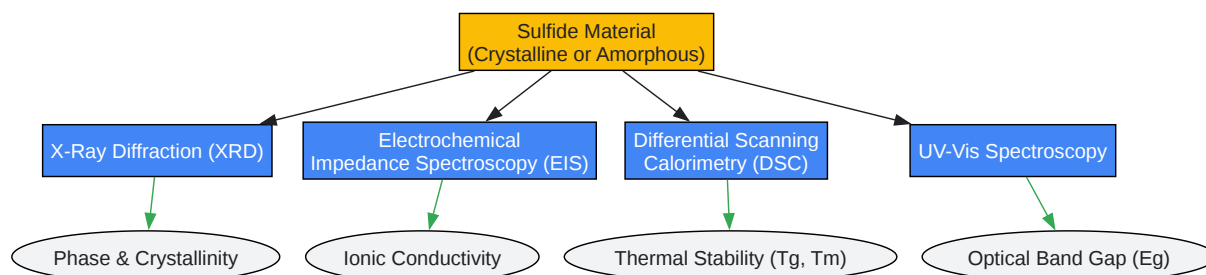 Sulfide Material
(Crystalline or Amorphous)
X-Ray Diffraction (XRD)
Electrochemical
Impedance Spectroscopy (EIS)
Differential Scanning
Calorimetry (DSC)
UV-Vis Spectroscopy
Phase & Crystallinity
Ionic Conductivity
Thermal Stability (Tg, Tm)
Optical Band Gap (Eg)